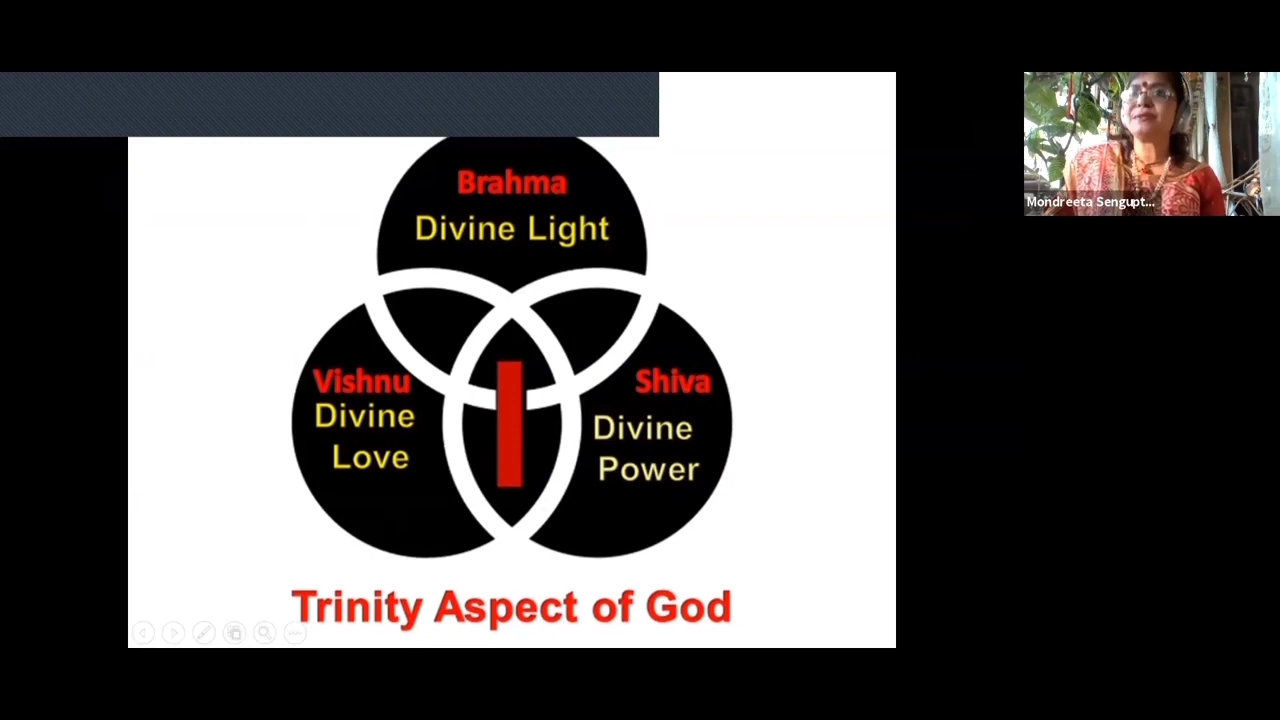 Brahma
Divine Light
Vishnu
Divine
Love
Shiva
Divine
Power
Trinity Aspect of God
Mondreeta Sengupt...